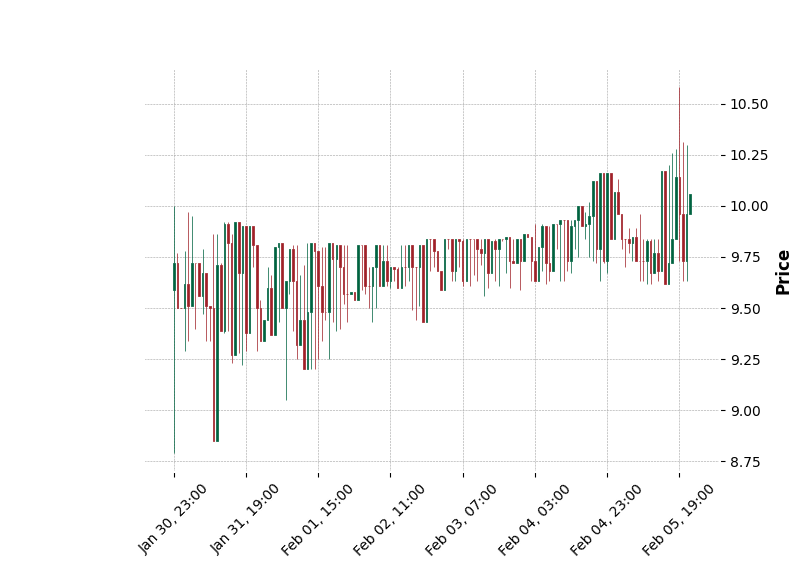 10.50
10.25
10.00
9.75
9.50
9.25
9.00
8.75
Price
Jan 30, 23:00
Jan 31, 19:00
Feb 01, 15:00
Feb 02, 11:00
Feb 03, 07:00
Feb 04, 03:00
Feb 04, 23:00
Feb 05, 19:00